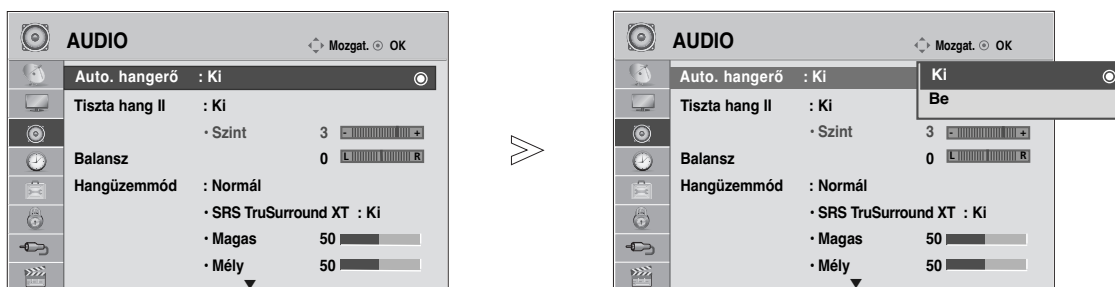 AUDIO Mozgat. OK
Auto. hangerő : Ki
Tiszta hang II : Ki
• Szint 3 - +
Balansz 0 L R
Hangüzemmód : Normál
• SRS TruSurround XT : Ki
• Magas 50
• Mély 50
AUDIO Mozgat. OK
Auto. hangerő : Ki
Ki
Be
Tiszta hang II : Ki
• Szint 3 - +
Balansz 0 L R
Hangüzemmód : Normál
• SRS TruSurround XT : Ki
• Magas 50
• Mély 50